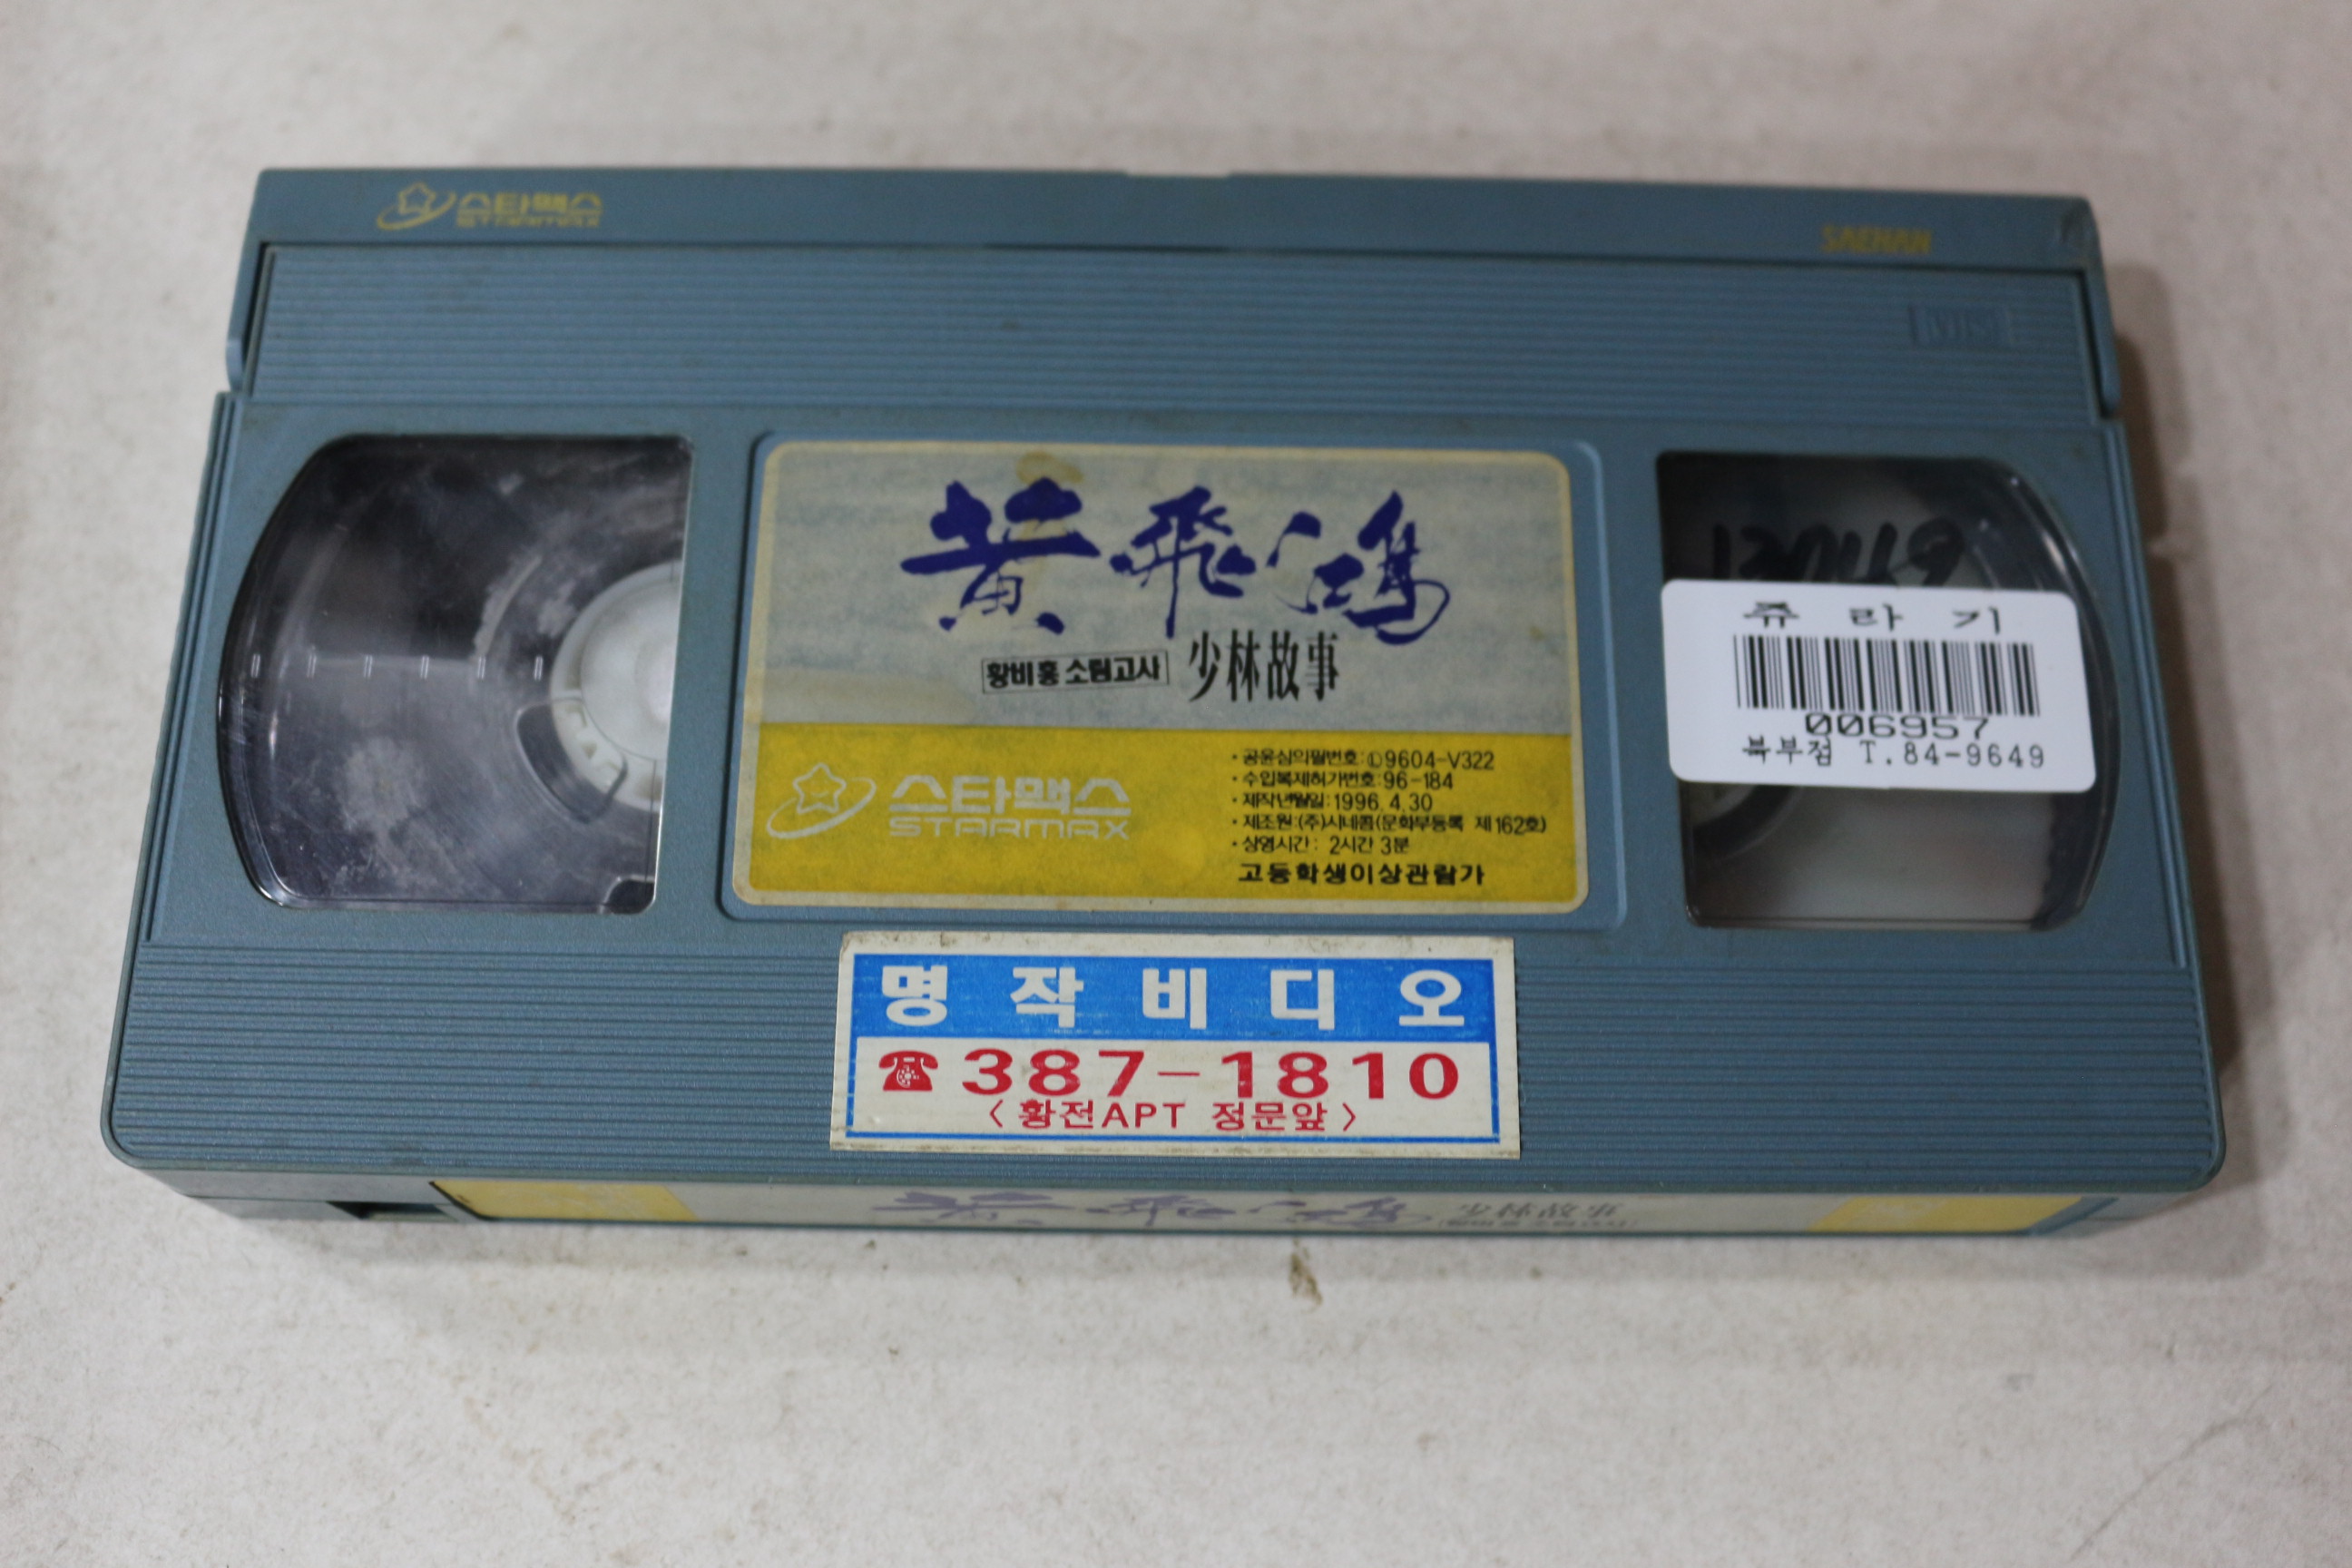 스타맥스
STARMAX
SAEHAN
VHS
黃飛鴻
황비홍 소림고사 少林故事
스타맥스
STARMAX
·공윤심의필번호:Ⓛ9604-V322
·수입복제허가번호:96-184
·제작년월일:1996.4.30
·제조원:(주)시네콤(문화부등록 제162호)
·상영시간: 2시간 3분
고등학생이상관람가
쥬라기
006957
북부점 T.84-9649
명작비디오
☎387-1810
〈황전APT 정문앞〉
黃飛鴻 少林故事